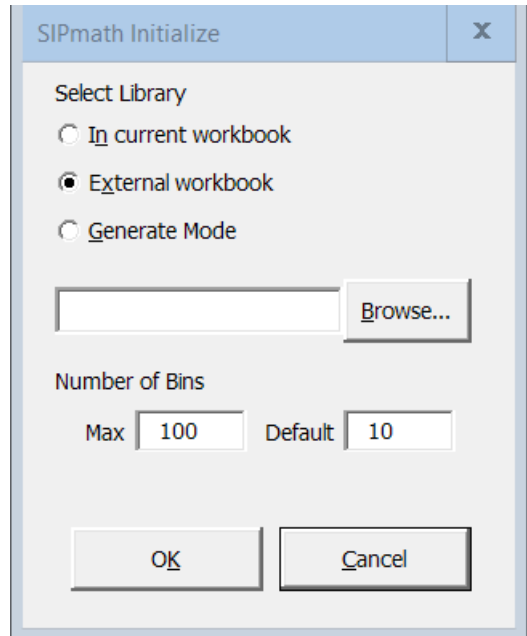 SIPmath Initialize x
Select Library
In current workbook
External workbook
Generate Mode
Browse...
Number of Bins
Max 100 Default 10
OK Cancel